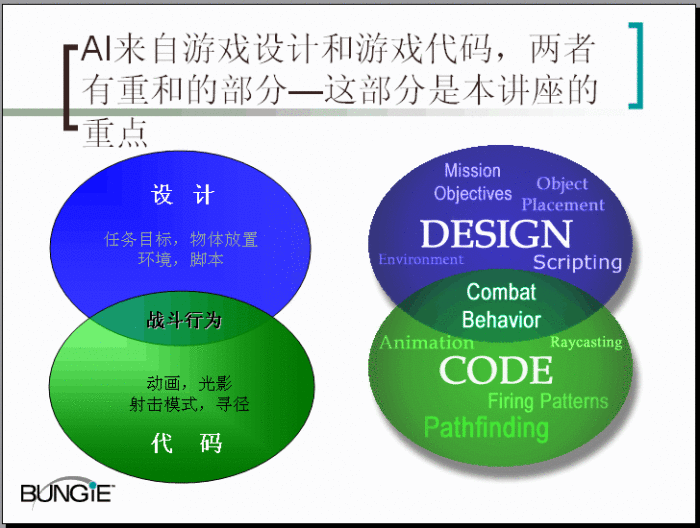 AI来自游戏设计和游戏代码，两者
有重和的部分—这部分是本讲座的
重点
设 计
任务目标，物体放置
环境，脚本
战斗行为
动画，光影
射击模式，寻径
代 码
Mission
Objectives
Object
Placement
DESIGN
Environment
Scripting
Combat
Behavior
Animation
Raycasting
CODE
Firing Patterns
Pathfinding
BUNGiE™